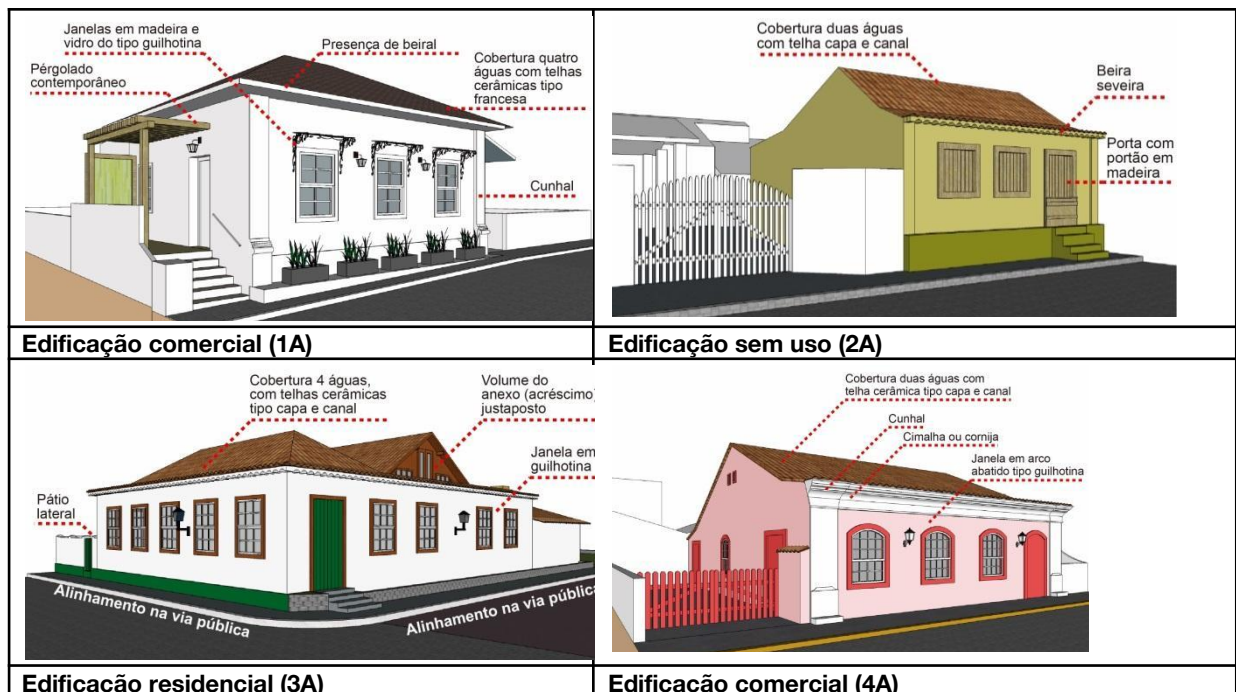 Janelas em madeira e
vidro do tipo guilhotina
Presença de beiral
Pérgolado
contemporâneo
Cobertura quatro
águas com telhas
cerâmicas tipo
francesa
Cunhal
Edificação comercial (1A)
Cobertura duas águas
com telha capa e canal
Beira
seveira
Porta com
portão em
madeira
Edificação sem uso (2A)
Cobertura 4 águas,
com telhas cerâmicas
tipo capa e canal
Volume do
anexo (acréscimo)
justaposto
Janela em
guilhotina
Pátio
lateral
Alinhamento na via pública
Alinhamento na via pública
Edificação residencial (3A)
Cobertura duas águas com
telha cerâmica tipo capa e canal
Cunhal
Cimalha ou cornija
Janela em arco
abatido tipo guilhotina
Edificação comercial (4A)